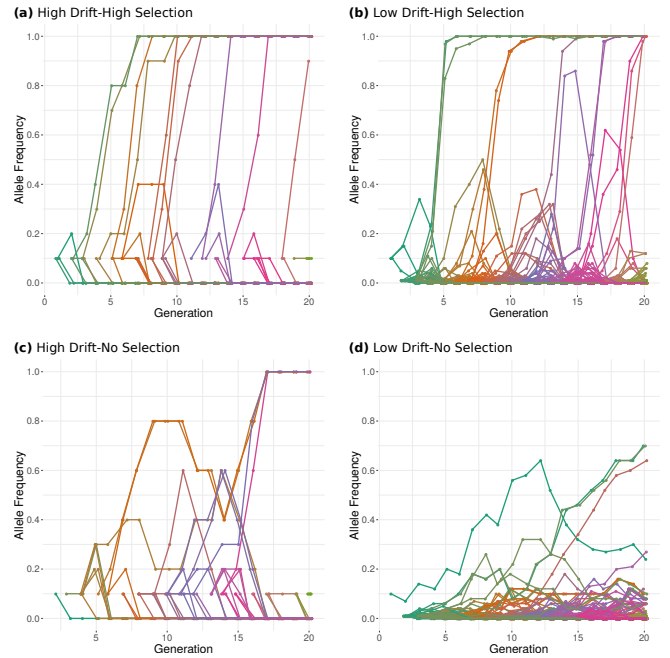 (a) High Drift-High Selection
(b) Low Drift-High Selection
Allele Frequency
1.0
0.8
0.6
0.4
0.2
0.0
0 5 10 15 20
Generation
Allele Frequency
1.0
0.8
0.6
0.4
0.2
0.0
5 10 15 20
Generation
(c) High Drift-No Selection
(d) Low Drift-No Selection
Allele Frequency
1.0
0.8
0.6
0.4
0.2
0.0
5 10 15 20
Generation
Allele Frequency
1.0
0.8
0.6
0.4
0.2
0.0
5 10 15 20
Generation